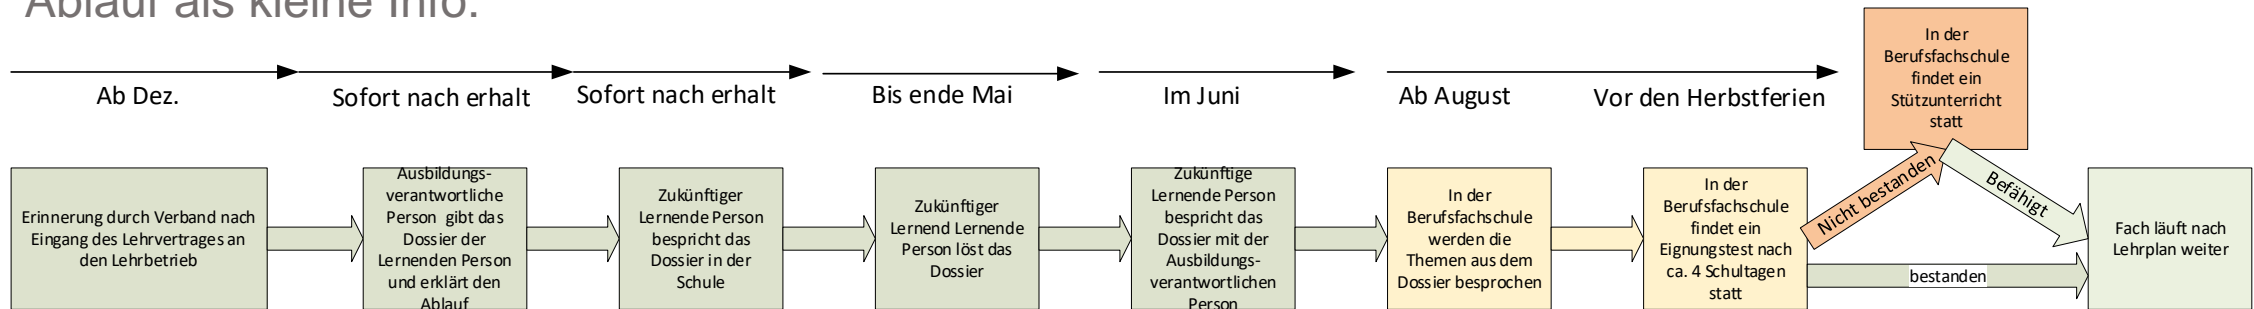 Ablauf als kleine Info:
Ab Dez.
Sofort nach erhalt
Sofort nach erhalt
Bis ende Mai
Im Juni
Ab August
Vor den Herbstferien
In der
Berufsfachschule
findet ein
Stützunterricht
statt
Erinnerung durch Verband nach
Eingang des Lehrvertrages an
den Lehrbetrieb
Ausbildungs-
verantwortliche
Person gibt das
Dossier der
Lernenden Person
und erklärt den
Ablauf
Zukünftiger
Lernende Person
bespricht das
Dossier in der
Schule
Zukünftiger
Lernend Lernende
Person löst das
Dossier
Zukünftige
Lernende Person
bespricht das
Dossier mit der
Ausbildungs-
verantwortlichen
Person
In der
Berufsfachschule
werden die
Themen aus dem
Dossier besprochen
In der
Berufsfachschule
findet ein
Eignungstest nach
ca. 4 Schultagen
statt
Nicht bestanden
Befähigt
bestanden
Fach läuft nach
Lehrplan weiter